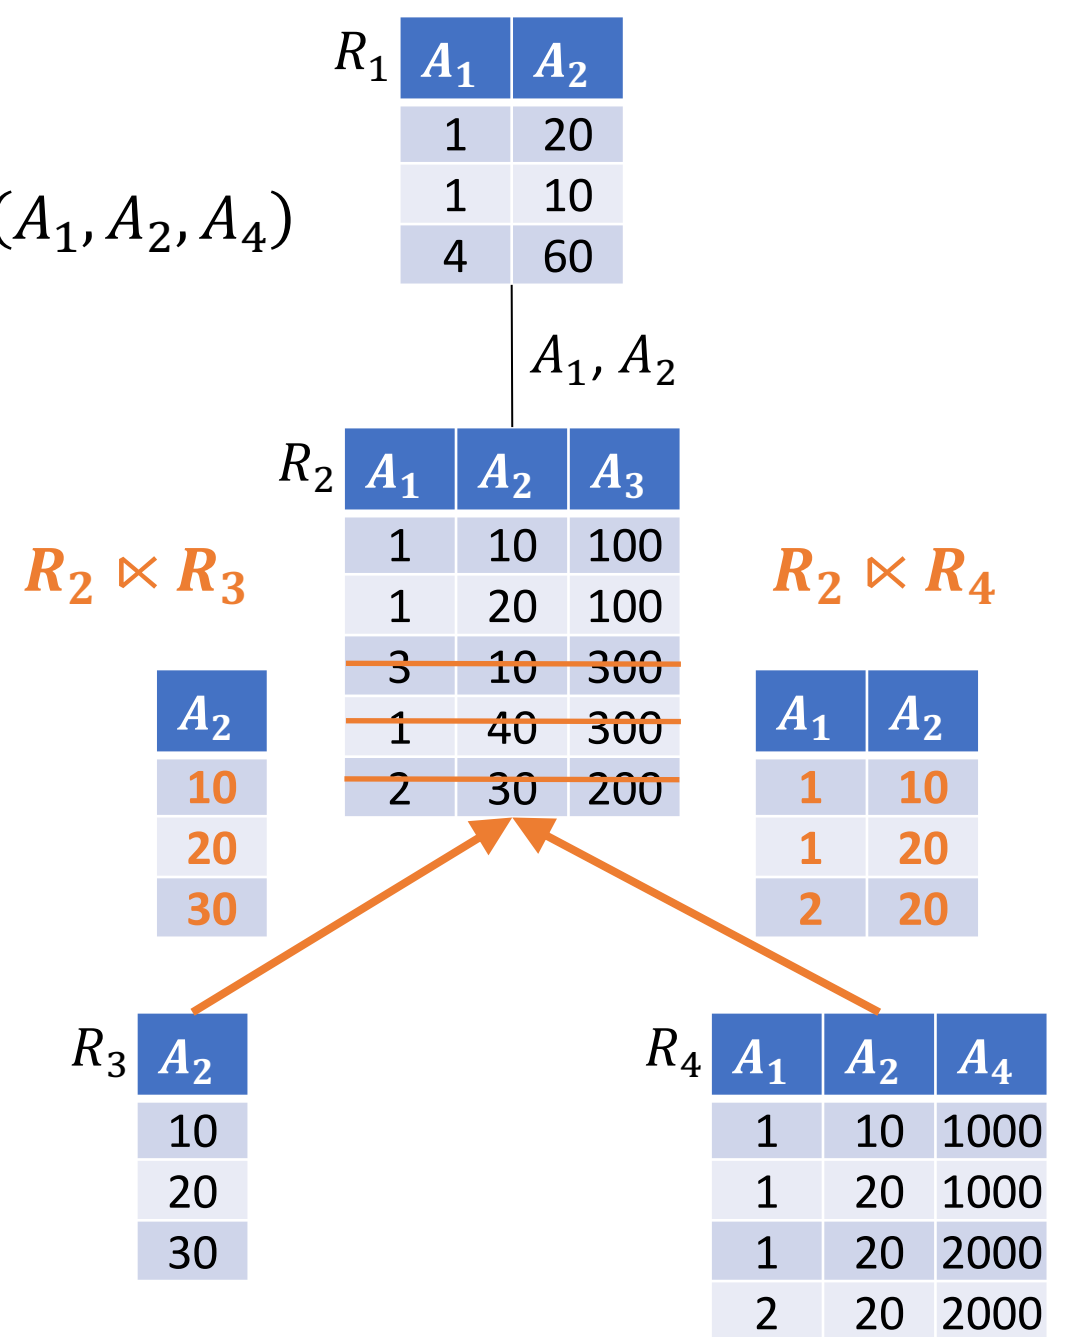 R₁ A₁ A₂
1 20
1 10
4 60
(A₁, A₂, A₄)
A₁, A₂
R₂ A₁ A₂ A₃
1 10 100
1 20 100
3 10 300
1 40 300
2 30 200
R₂ ⋉ R₃
A₂
10
20
30
R₂ ⋉ R₄
A₁ A₂
1 10
1 20
2 20
R₃ A₂
10
20
30
R₄ A₁ A₂ A₄
1 10 1000
1 20 1000
1 20 2000
2 20 2000